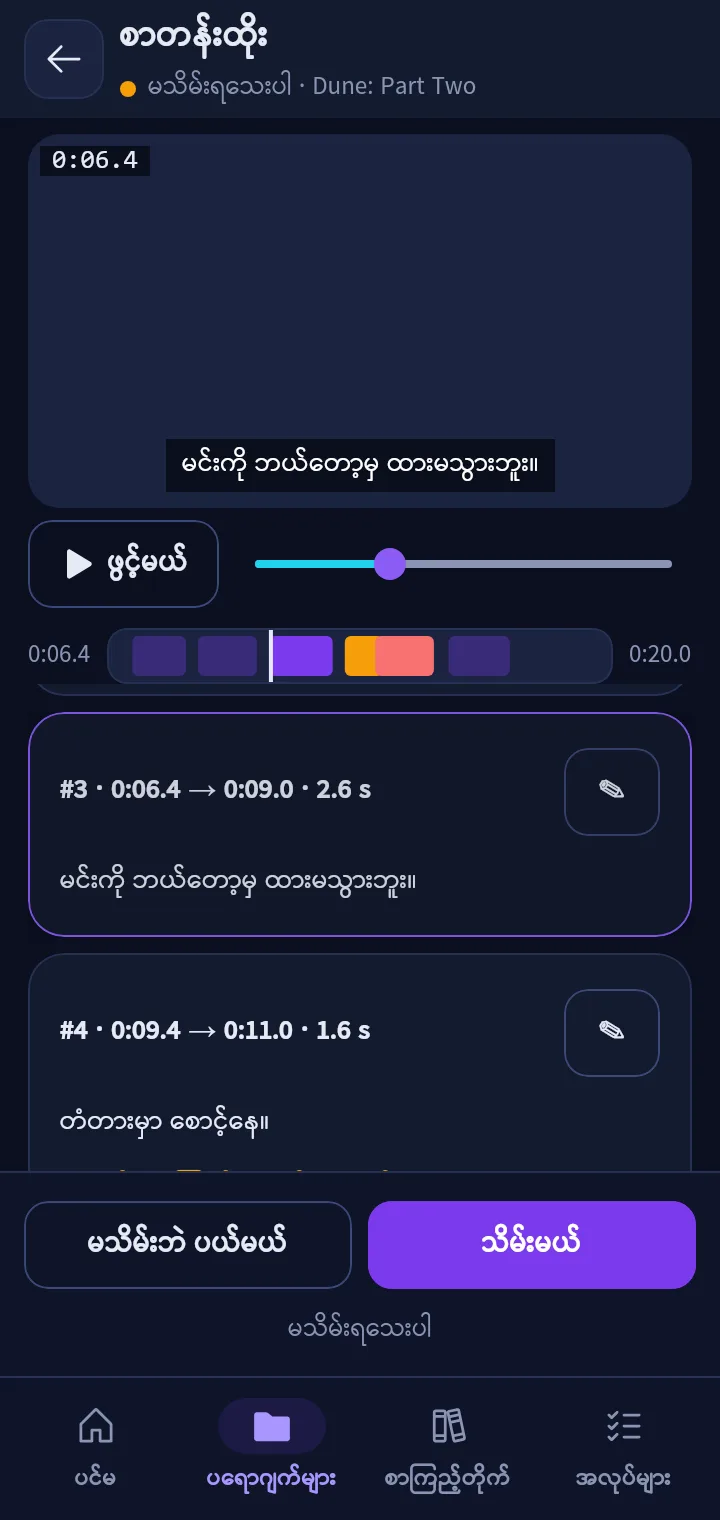 စာတန်းထိုး
မသိမ်းရသေးပါ · Dune: Part Two
0:06.4
မင်းကို ဘယ်တော့မှ ထားမသွားဘူး။
ဖွင့်မယ်
0:06.4
0:20.0
#3 · 0:06.4 → 0:09.0 · 2.6 s
မင်းကို ဘယ်တော့မှ ထားမသွားဘူး။
#4 · 0:09.4 → 0:11.0 · 1.6 s
တံတားမှာ စောင့်နေ။
မသိမ်းဘဲ ပယ်မယ်
သိမ်းမယ်
မသိမ်းရသေးပါ
ပင်မ
ပရောဂျက်များ
စာကြည့်တိုက်
အလုပ်များ